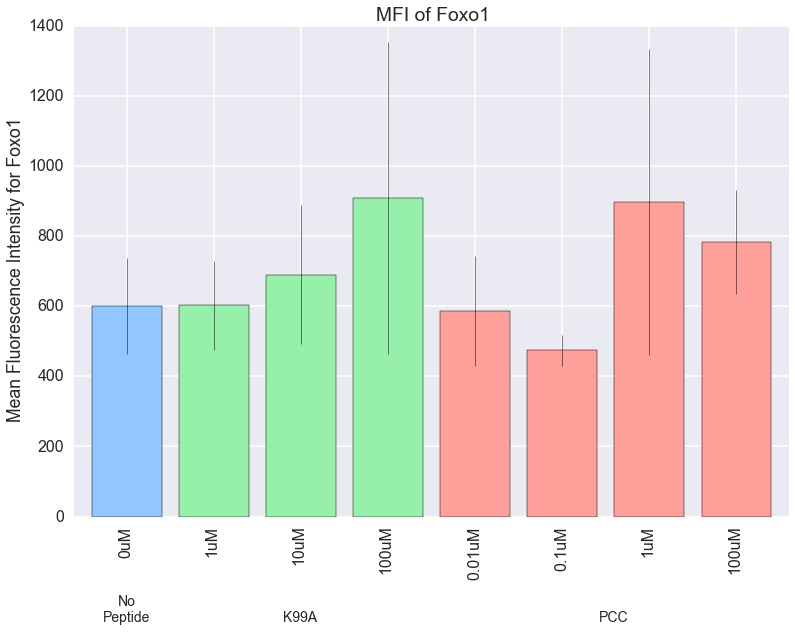 MFI of Foxo1
Mean Fluorescence Intensity for Foxo1
1400
1200
1000
800
600
400
200
0
0uM
1uM
10uM
100uM
0.01uM
0.1uM
1uM
100uM
No
Peptide
K99A
PCC